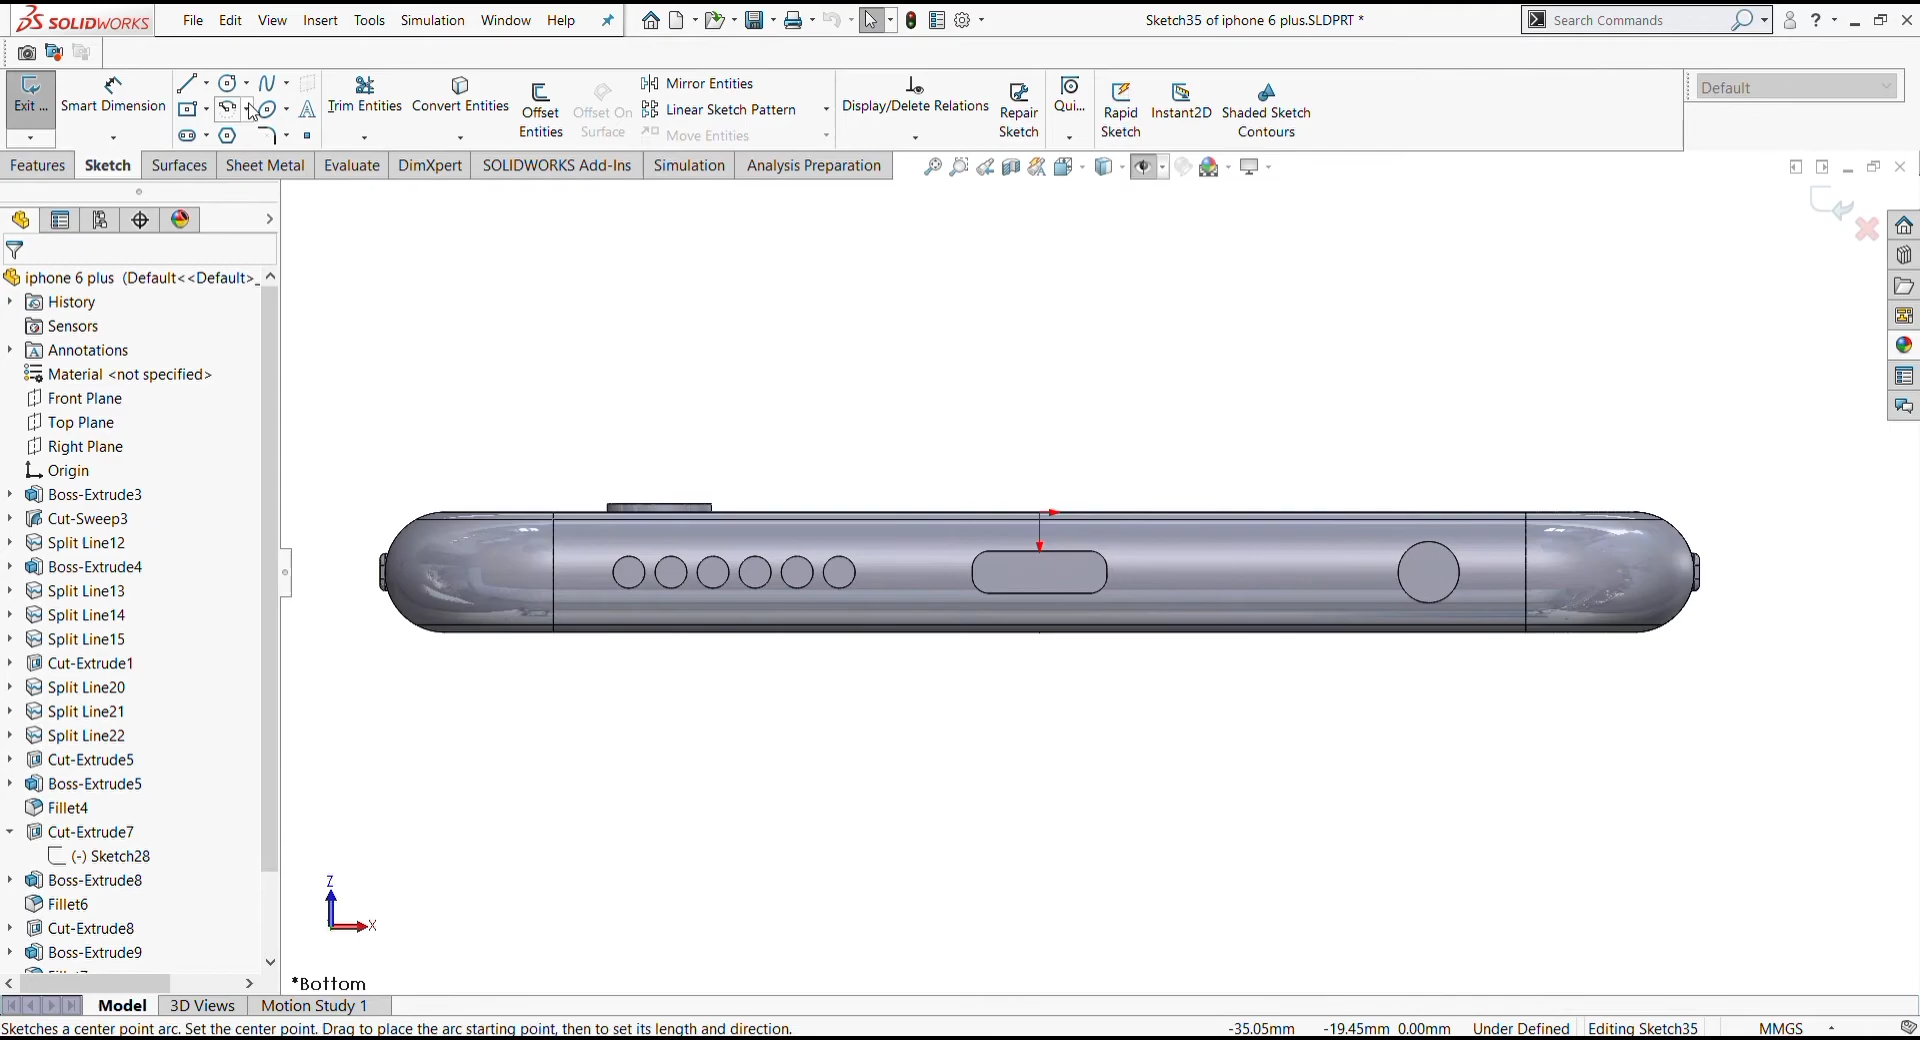 SOLIDWORKS File Edit View Insert Tools Simulation Window Help Sketch35 of iphone 6 plus.SLDPRT * Search Commands ?
Exit ... Smart Dimension Trim Entities Convert Entities Offset Entities Offset On Surface Mirror Entities Linear Sketch Pattern Move Entities Display/Delete Relations Repair Sketch Qui... Rapid Sketch Instant2D Shaded Sketch Contours Default
Features Sketch Surfaces Sheet Metal Evaluate DimXpert SOLIDWORKS Add-Ins Simulation Analysis Preparation
iphone 6 plus (Default<<Default>_
History
Sensors
Annotations
Material <not specified>
Front Plane
Top Plane
Right Plane
Origin
Boss-Extrude3
Cut-Sweep3
Split Line12
Boss-Extrude4
Split Line13
Split Line14
Split Line15
Cut-Extrude1
Split Line20
Split Line21
Split Line22
Cut-Extrude5
Boss-Extrude5
Fillet4
Cut-Extrude7
(-) Sketch28
Boss-Extrude8
Fillet6
Cut-Extrude8
Boss-Extrude9
Z
X
*Bottom
Model 3D Views Motion Study 1
Sketches a center point arc. Set the center point. Drag to place the arc starting point, then to set its length and direction. -35.05mm -19.45mm 0.00mm Under Defined Editing Sketch35 MMGS